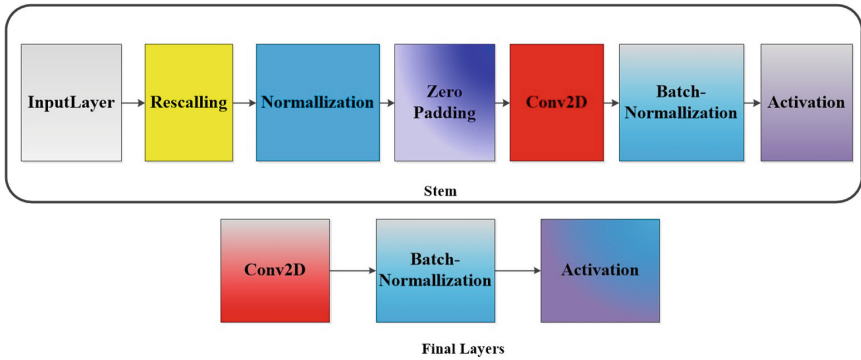 InputLayer
Rescalling
Normallization
Zero
Padding
Conv2D
Batch-
Normallization
Activation
Stem
Conv2D
Batch-
Normallization
Activation
Final Layers